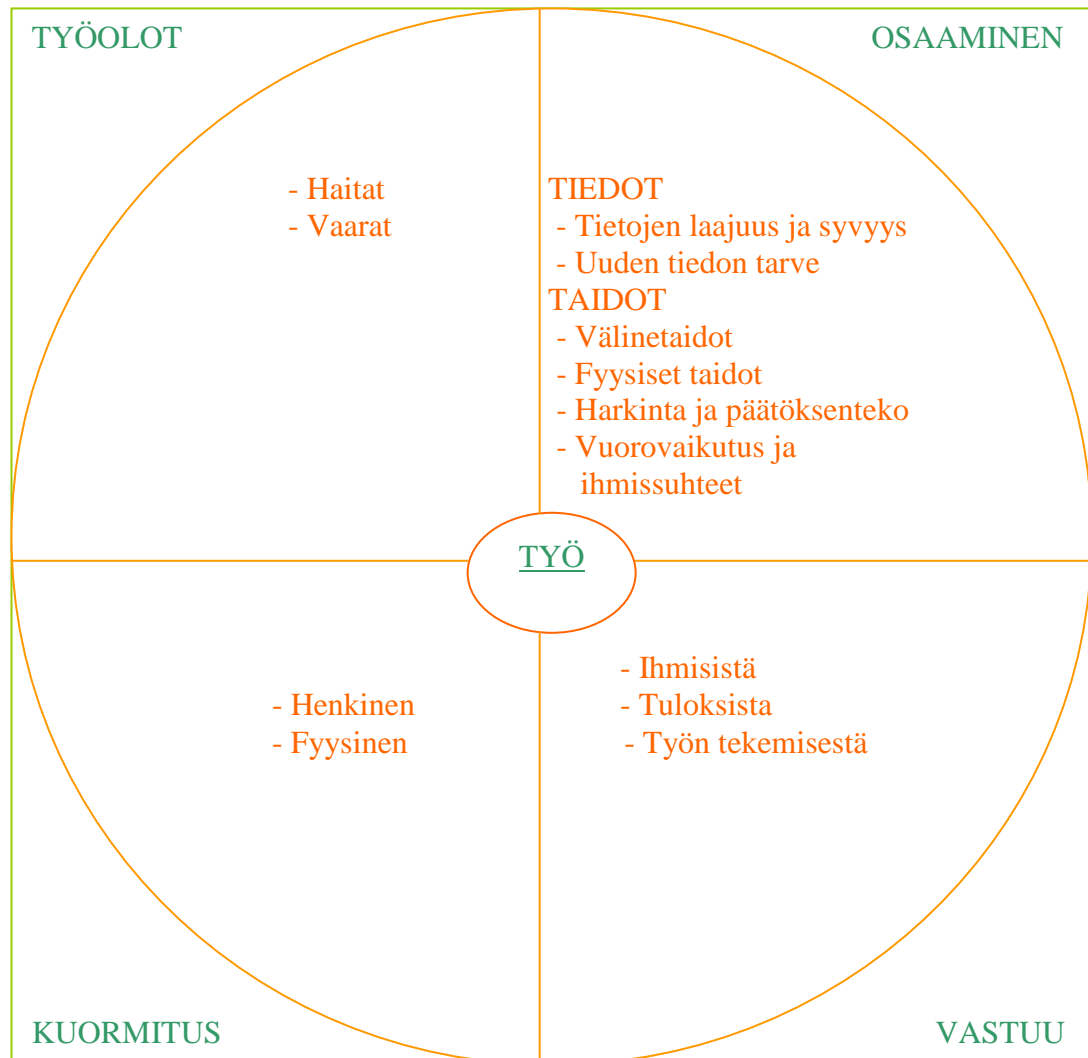 TYÖOLOT
OSAAMINEN
- Haitat
- Vaarat
TIEDOT
- Tietojen laajuus ja syvyys
- Uuden tiedon tarve
TAIDOT
- Välinetaidot
- Fyysiset taidot
- Harkinta ja päätöksenteko
- Vuorovaikutus ja
ihmissuhteet
TYÖ
- Henkinen
- Fyysinen
- Ihmisistä
- Tuloksista
- Työn tekemisestä
KUORMITUS
VASTUU